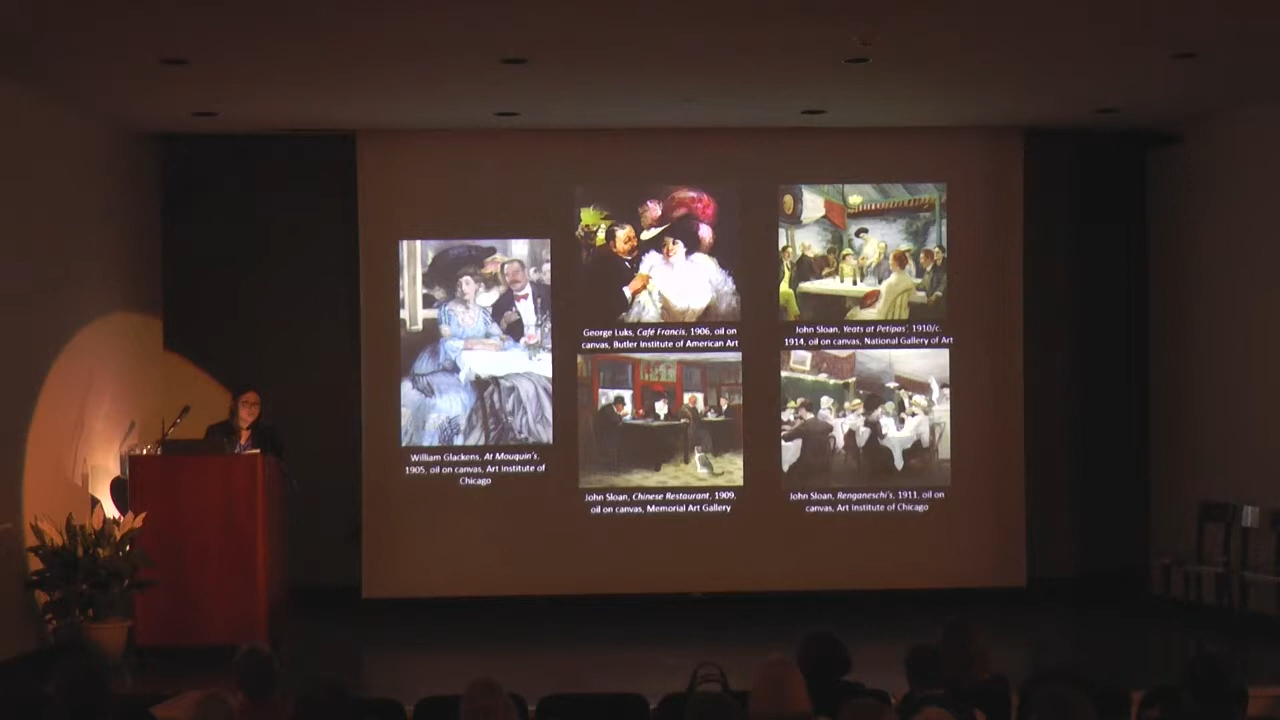 William Glackens, At Mouquin's,
1905, oil on canvas, Art Institute of
Chicago
George Luks, Café Francis, 1906, oil on
canvas, Butler Institute of American Art
John Sloan, Chinese Restaurant, 1909,
oil on canvas, Memorial Art Gallery
John Sloan, Yeats at Petipas', 1910/c.
1914, oil on canvas, National Gallery of Art
John Sloan, Renganeschi's, 1911, oil on
canvas, Art Institute of Chicago